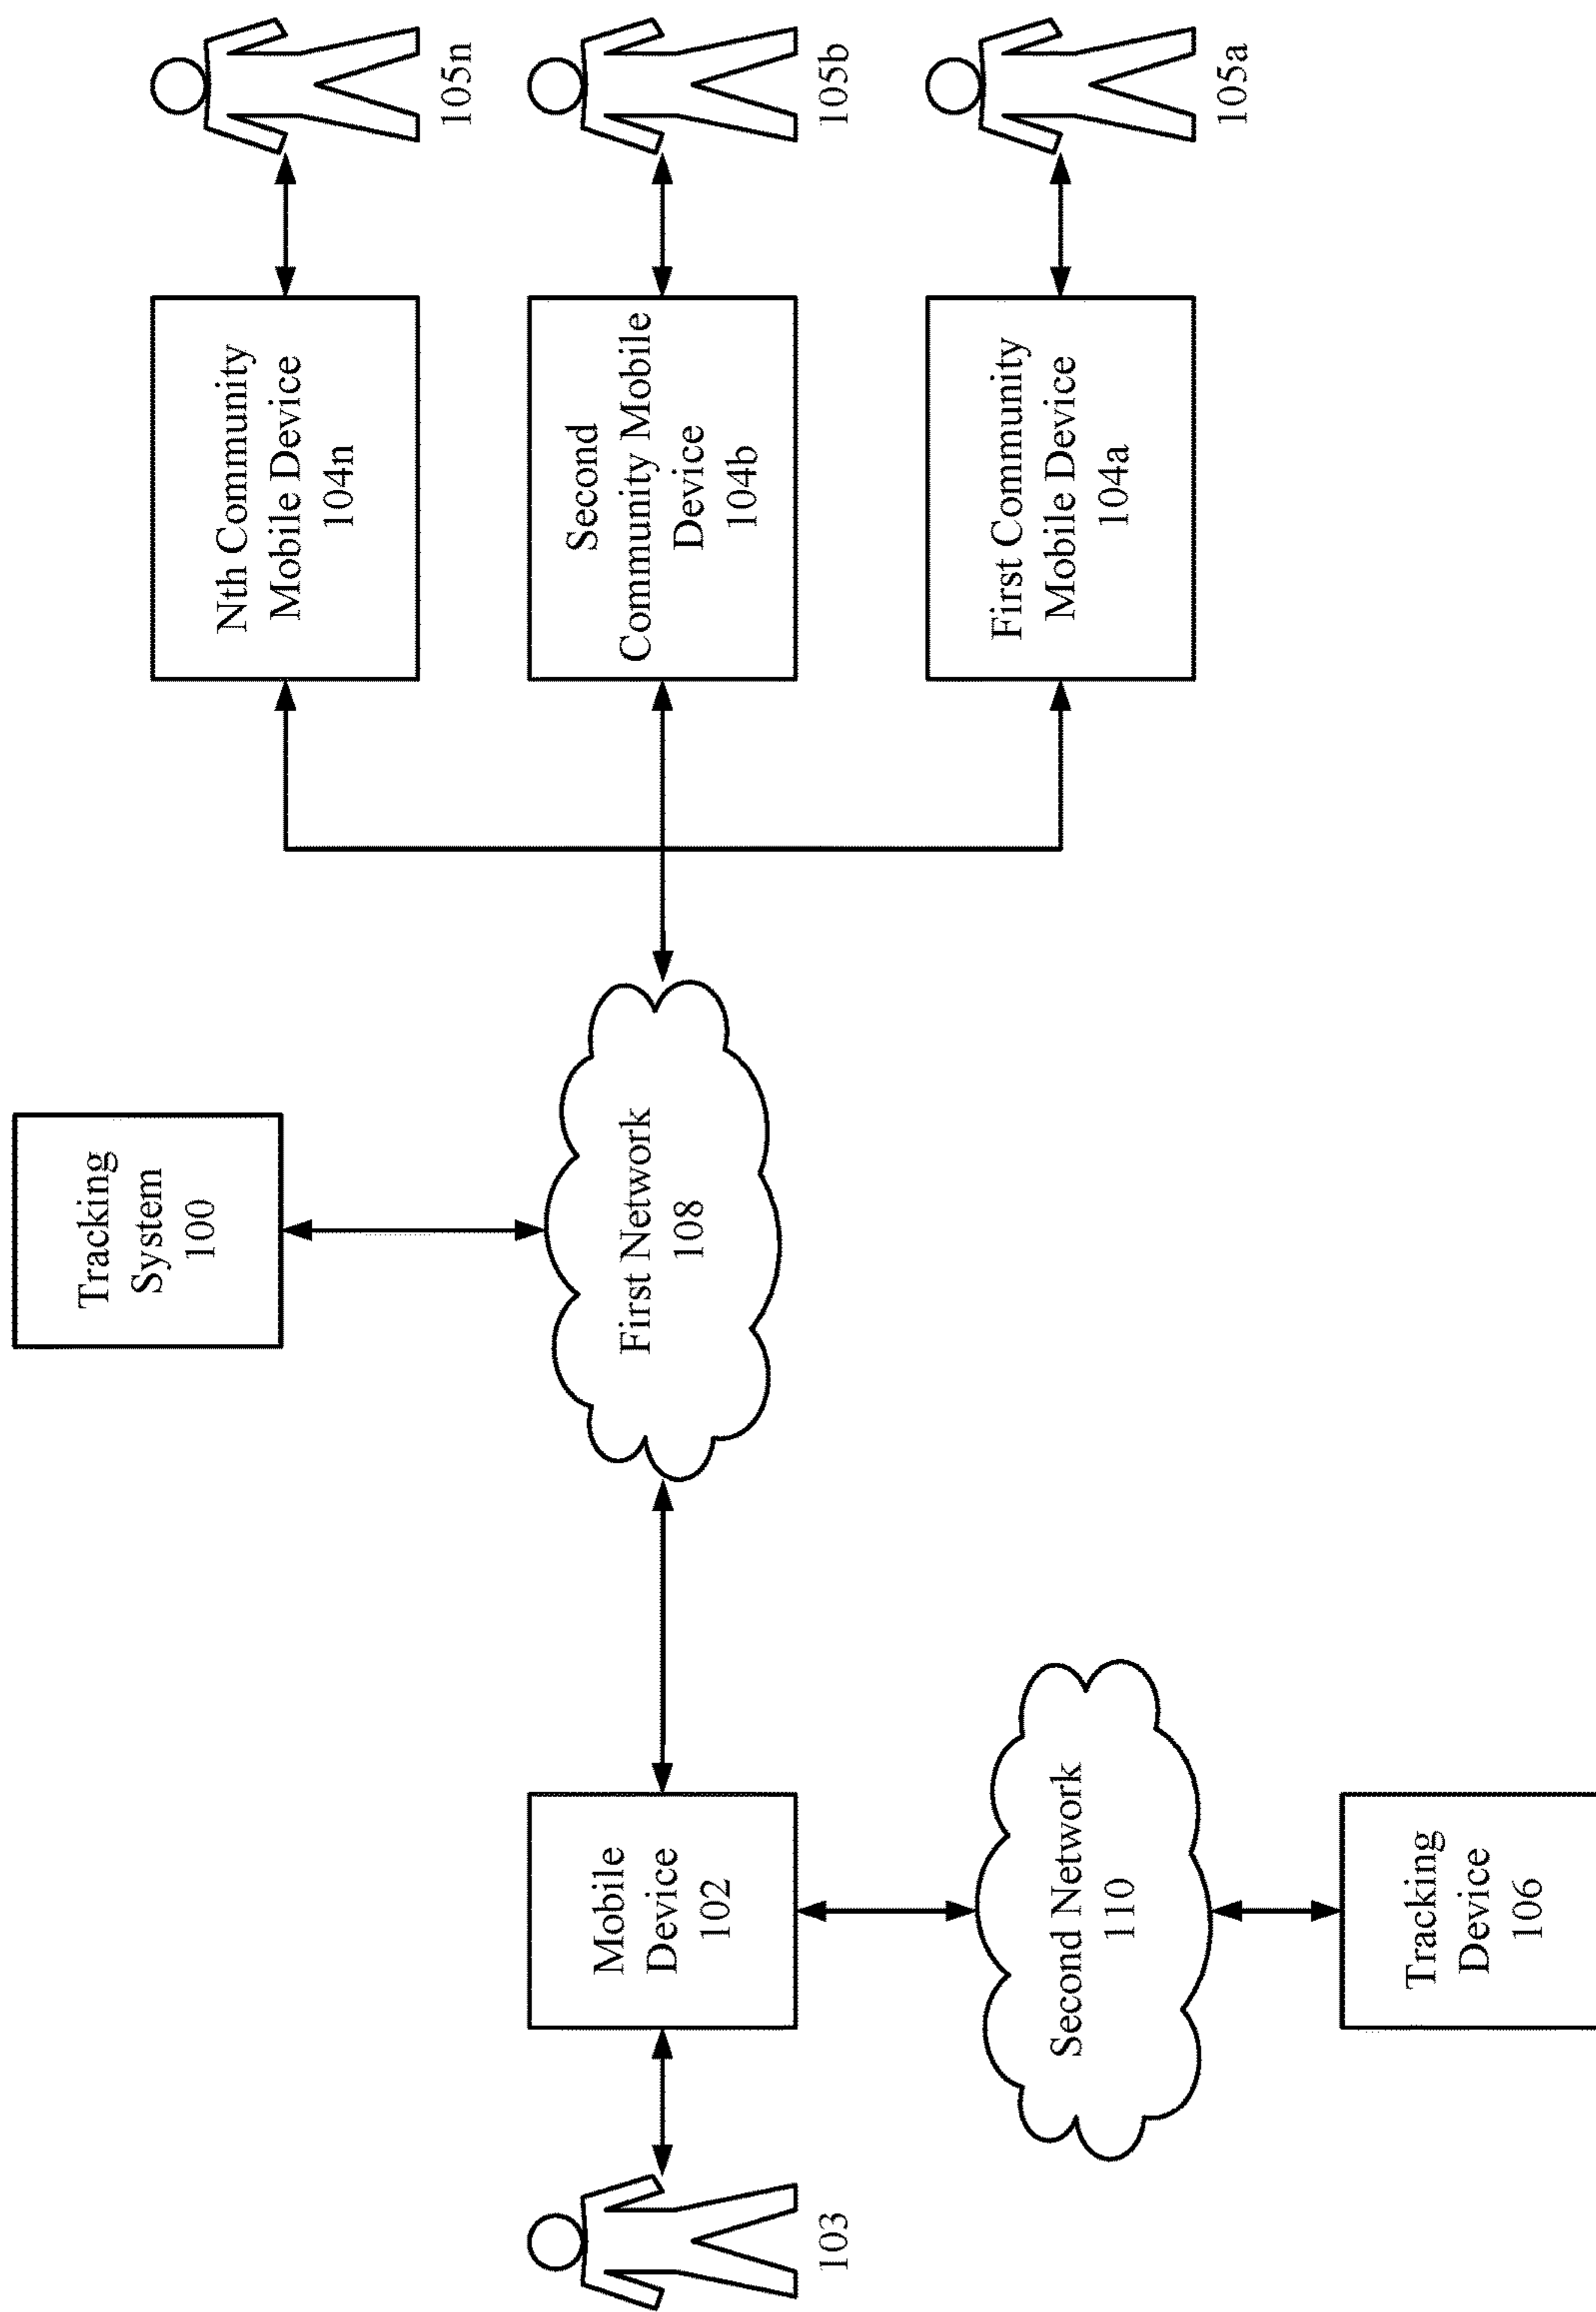 Tracking
System
100
Nth Community
Mobile Device
104n
105n
103
Mobile
Device
102
First Network
108
Second
Community Mobile
Device
104b
105b
Second Network
110
First Community
Mobile Device
104a
105a
Tracking
Device
106